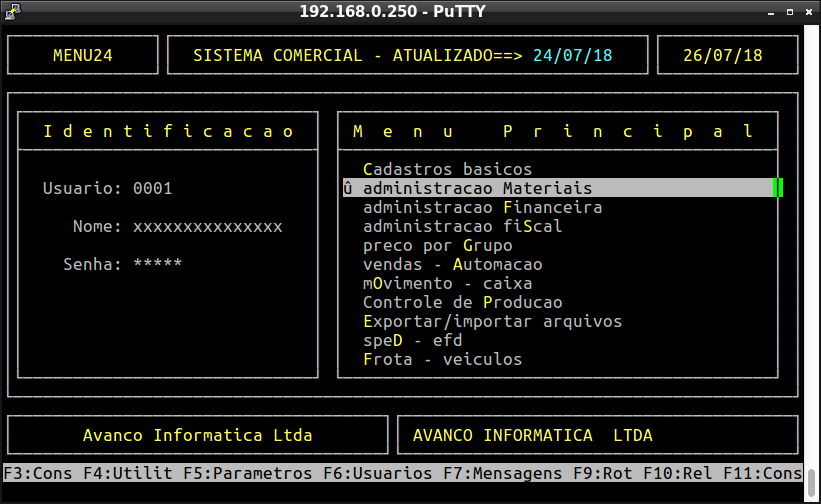 192.168.0.250 - PuTTY
MENU24 SISTEMA COMERCIAL - ATUALIZADO==> 24/07/18 26/07/18
I d e n t i f i c a c a o
Usuario: 0001
Nome: xxxxxxxxxxxxxxx
Senha: *****
M e n u P r i n c i p a l
Cadastros basicos
û administracao Materiais
administracao Financeira
administracao fiScal
preco por Grupo
vendas - Automacao
mOvimento - caixa
Controle de Producao
Exportar/importar arquivos
speD - efd
Frota - veiculos
Avanco Informatica Ltda AVANCO INFORMATICA LTDA
F3:Cons F4:Utilit F5:Parametros F6:Usuarios F7:Mensagens F9:Rot F10:Rel F11:Cons